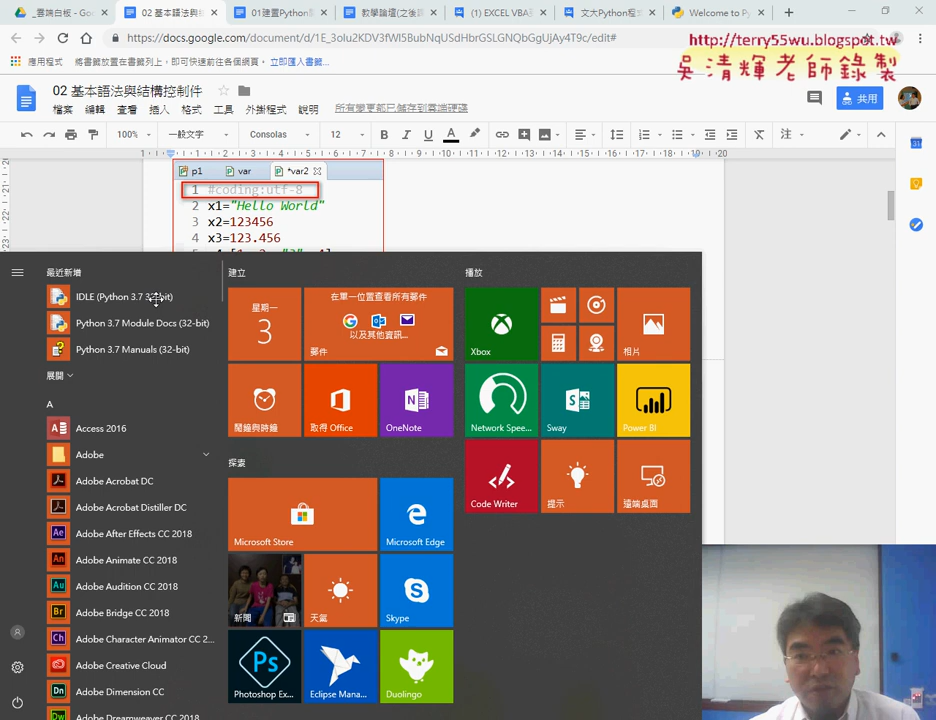 _雲端白板 - Goo
02 基本語法與結
01建置Python
教學論壇(之後課
(1) EXCEL VBA
文大Python程式
Welcome to Py
https://docs.google.com/document/d/1E_3oIu2KDV3fWI5BubNqUSdHbrGSLGNQbGgUjAy4T9c/edit#
http://terry55wu.blogspot.tw
吳清輝老師錄製
應用程式
將書籤放置在書籤列上，即可快速前往各個網頁。
立即匯入書籤...
02 基本語法與結構控制件
檔案 編輯 查看 插入 格式 工具 外掛程式 說明
所有變更都已儲存到雲端硬碟
共用
100% 一般文字 Consolas 12 B I U A
p1 var *var2
1 #coding:utf-8
2 x1="Hello World"
3 x2=123456
4 x3=123.456
最近新增
IDLE (Python 3.7 32-bit)
Python 3.7 Module Docs (32-bit)
Python 3.7 Manuals (32-bit)
展開
A
Access 2016
Adobe
Adobe Acrobat DC
Adobe Acrobat Distiller DC
Adobe After Effects CC 2018
Adobe Animate CC 2018
Adobe Audition CC 2018
Adobe Bridge CC 2018
Adobe Character Animator CC 2...
Adobe Creative Cloud
Adobe Dimension CC
Adobe Dreamweaver CC 2018
建立
星期一
3
在單一位置查看所有郵件
以及其他資訊...
郵件
鬧鐘與時鐘
取得 Office
OneNote
探索
Microsoft Store
Microsoft Edge
新聞
天氣
Skype
Photoshop Ex...
Eclipse Mana...
Duolingo
播放
Xbox
相片
Network Spee...
Sway
Power BI
Code Writer
提示
遠端桌面